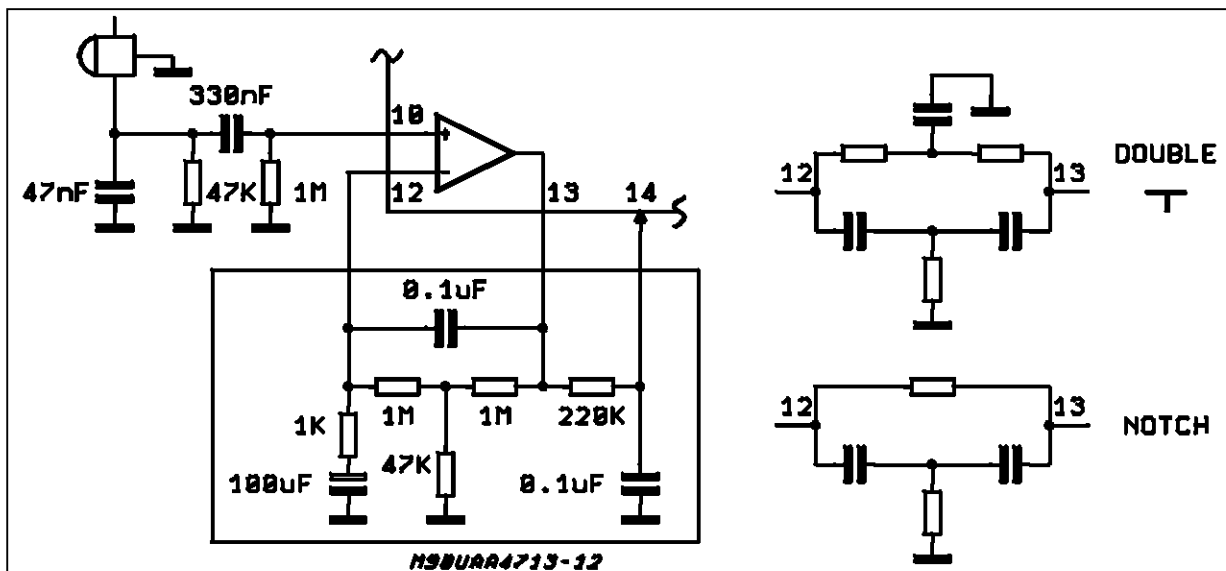 330nF
10
+
47nF
47K
1M
12
13
14
0.1uF
1M
1M
220K
1K
47K
100uF
0.1uF
M90UAA4713-12
12
13
DOUBLE
T
12
13
NOTCH